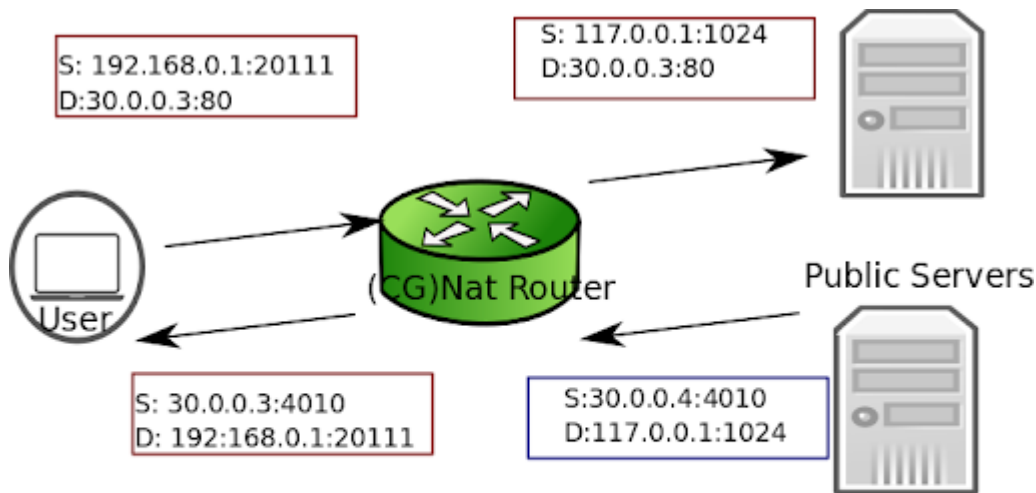 S: 192.168.0.1:20111
D:30.0.0.3:80
S: 117.0.0.1:1024
D:30.0.0.3:80
(CG)Nat Router
User
Public Servers
S: 30.0.0.3:4010
D: 192:168.0.1:20111
S:30.0.0.4:4010
D:117.0.0.1:1024